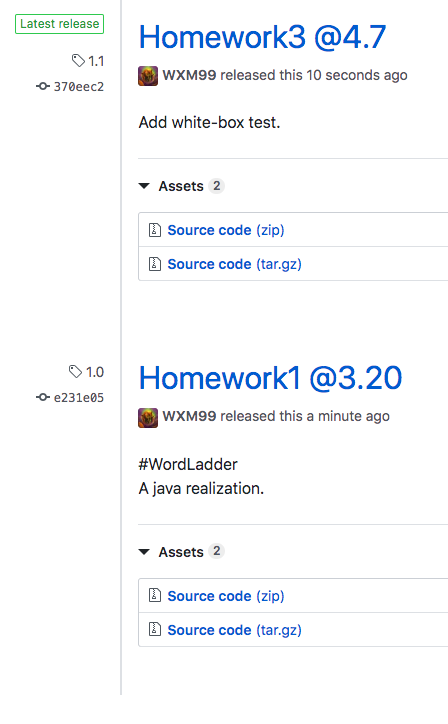 Latest release
1.1
370eec2
Homework3 @4.7
WXM99 released this 10 seconds ago
Add white-box test.
Assets 2
Source code (zip)
Source code (tar.gz)
1.0
e231e05
Homework1 @3.20
WXM99 released this a minute ago
#WordLadder
A java realization.
Assets 2
Source code (zip)
Source code (tar.gz)